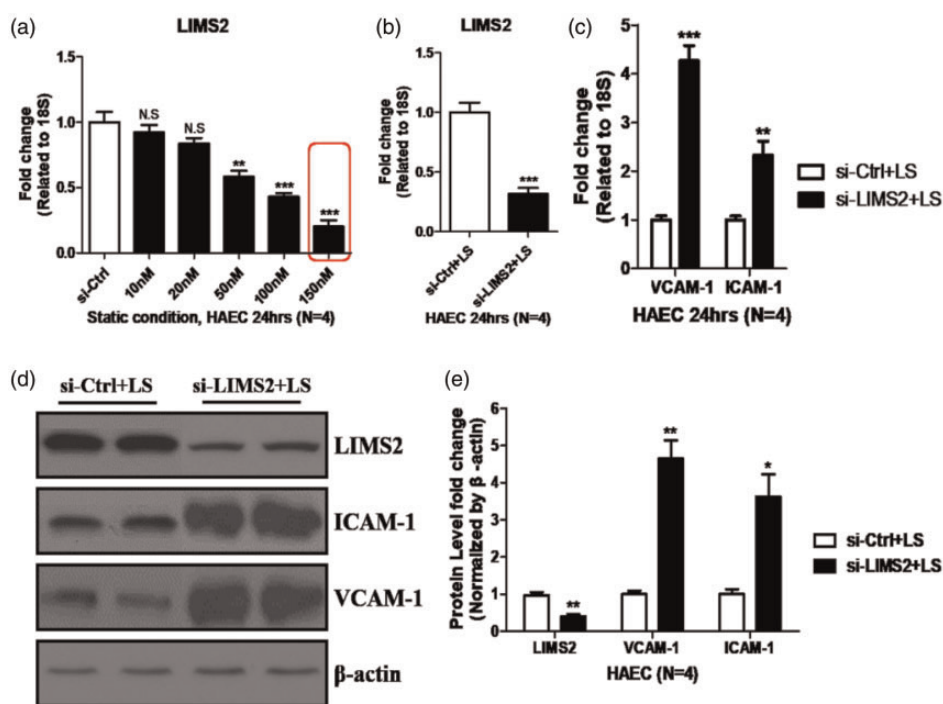 (a)
LIMS2
Fold change
(Related to 18S)
1.5
1.0
0.5
0.0
N.S
N.S
**
***
***
si-Ctrl
10nM
20nM
50nM
100nM
150nM
Static condition, HAEC 24hrs (N=4)
(b)
LIMS2
Fold change
(Related to 18S)
1.5
1.0
0.5
0.0
***
si-Ctrl+LS
si-LIMS2+LS
HAEC 24hrs (N=4)
(c)
Fold change
(Related to 18S)
5
4
3
2
1
0
***
**
VCAM-1
ICAM-1
HAEC 24hrs (N=4)
si-Ctrl+LS
si-LIMS2+LS
(d)
si-Ctrl+LS
si-LIMS2+LS
LIMS2
ICAM-1
VCAM-1
β-actin
(e)
Protein Level fold change
(Normalized by β -actin)
6
5
4
3
2
1
0
**
**
*
LIMS2
VCAM-1
ICAM-1
HAEC (N=4)
si-Ctrl+LS
si-LIMS2+LS